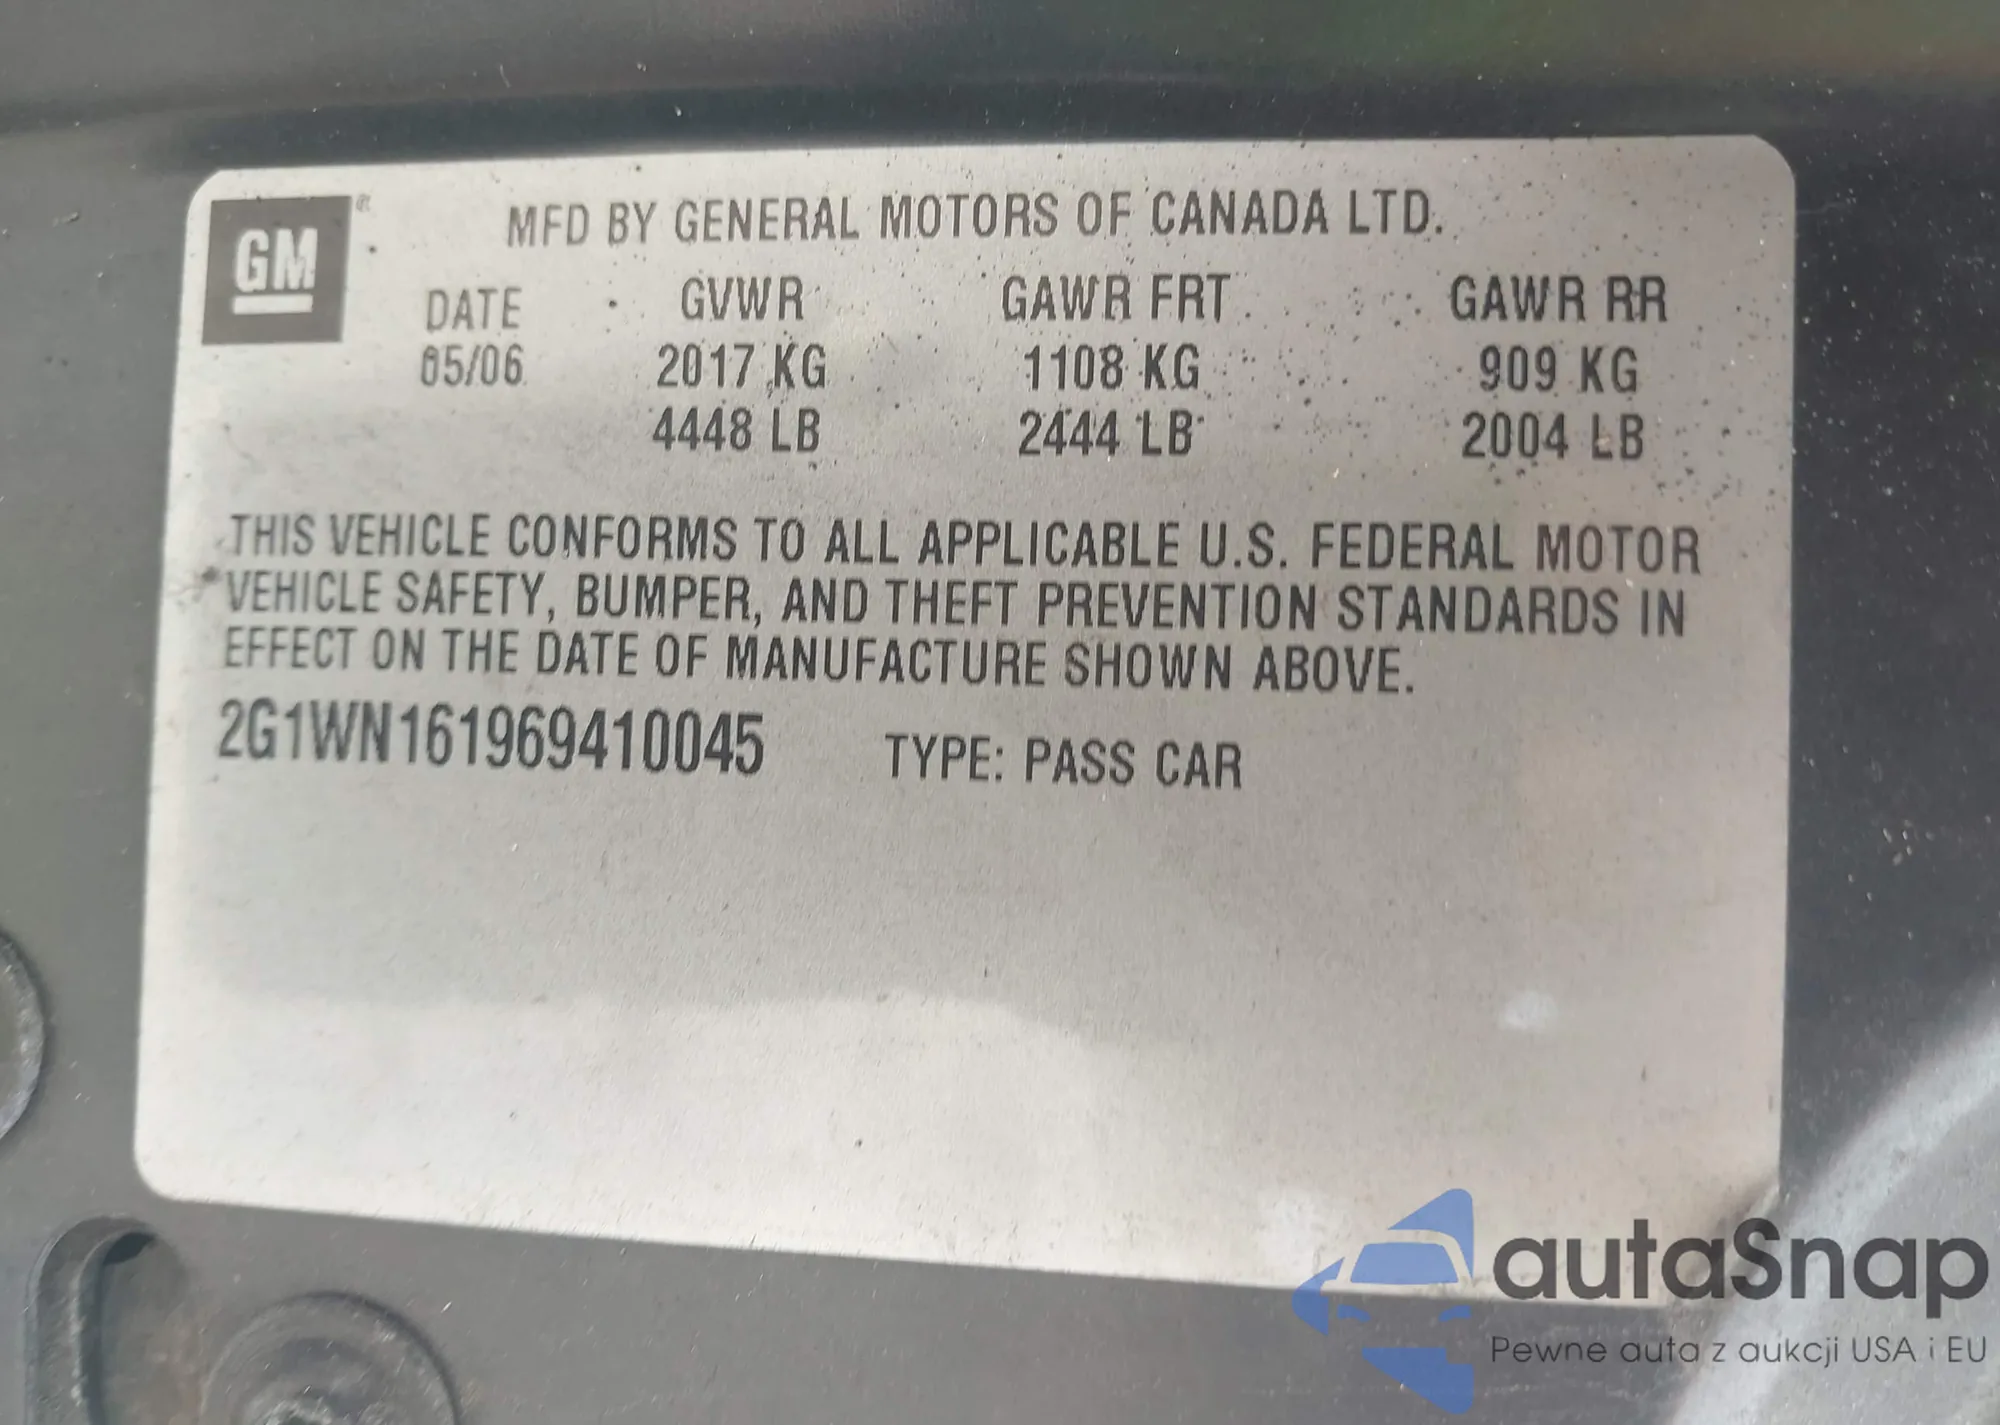 GM ®
MFD BY GENERAL MOTORS OF CANADA LTD.
DATE GVWR GAWR FRT GAWR RR
05/06 2017 KG 1108 KG 909 KG
4448 LB 2444 LB 2004 LB
THIS VEHICLE CONFORMS TO ALL APPLICABLE U.S. FEDERAL MOTOR
VEHICLE SAFETY, BUMPER, AND THEFT PREVENTION STANDARDS IN
EFFECT ON THE DATE OF MANUFACTURE SHOWN ABOVE.
2G1WN161969410045 TYPE: PASS CAR
autaSnap
Pewne auta z aukcji USA i EU